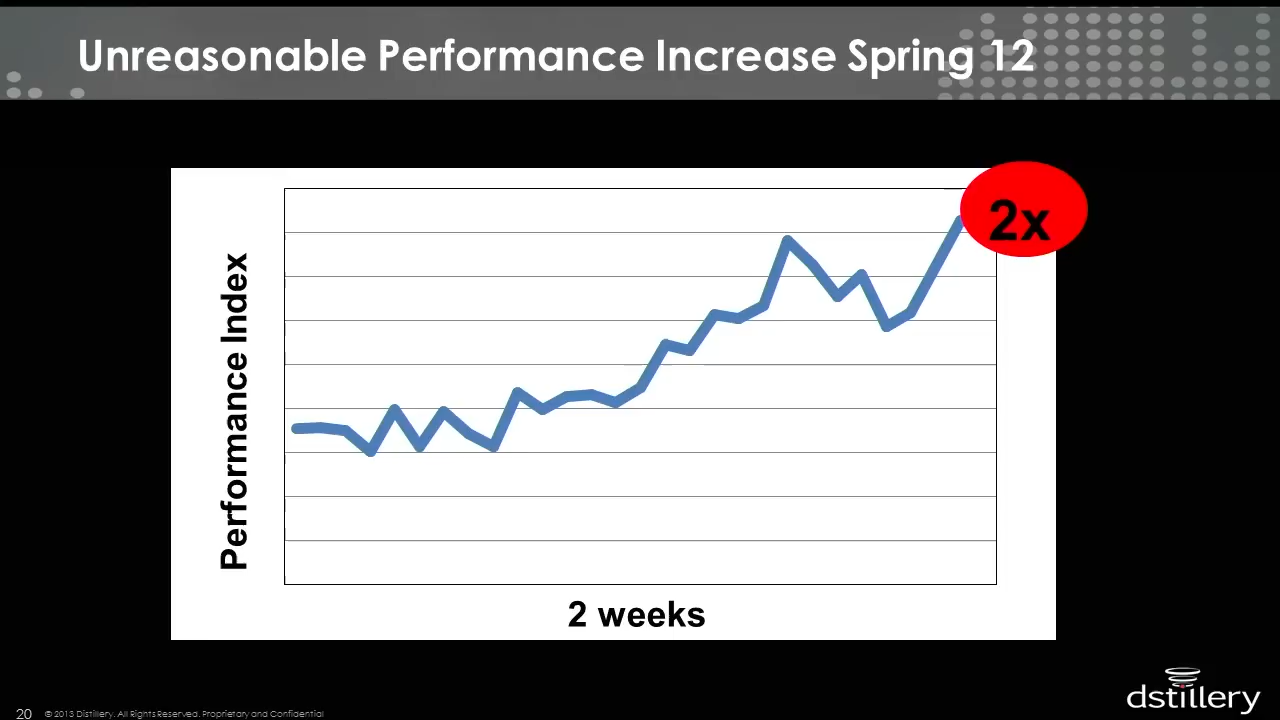 Unreasonable Performance Increase Spring 12
2x
Performance Index
2 weeks
20 © 2013 Distillery. All Rights Reserved. Proprietary and Confidential
dstillery